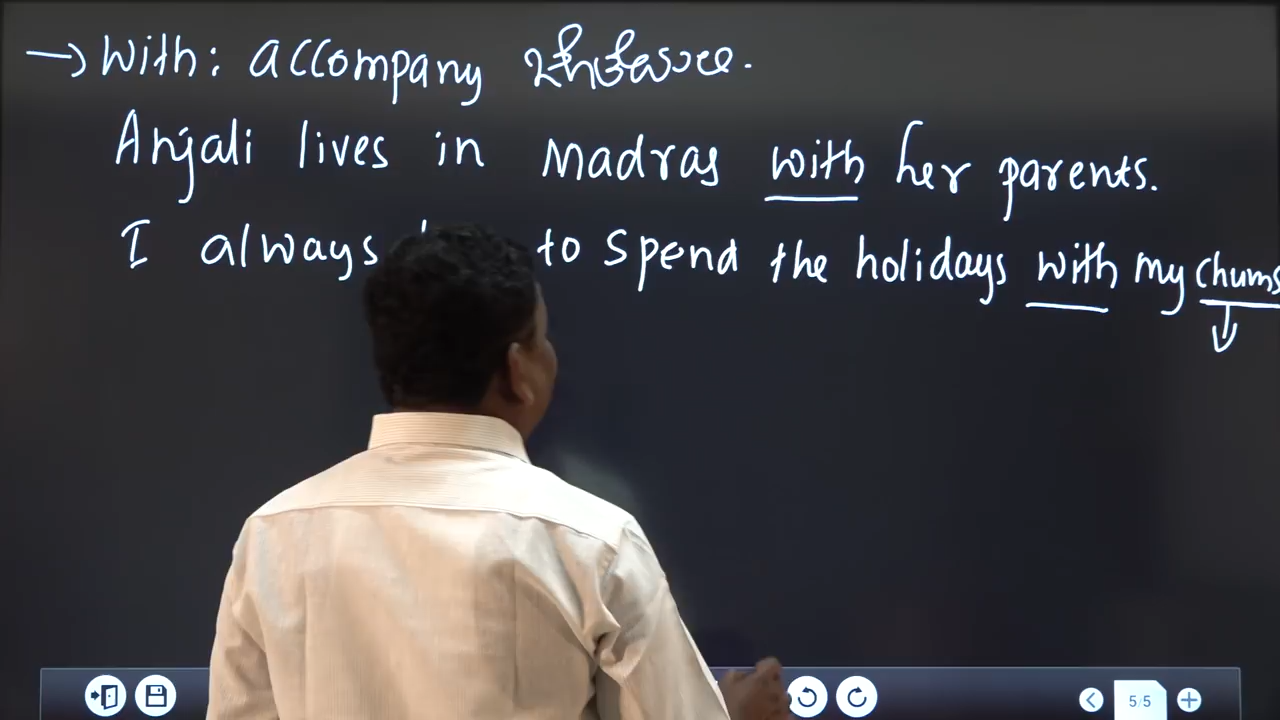 → With: accompany
Anjali lives in Madras with her parents.
I always to spend the holidays with my chums
5/5